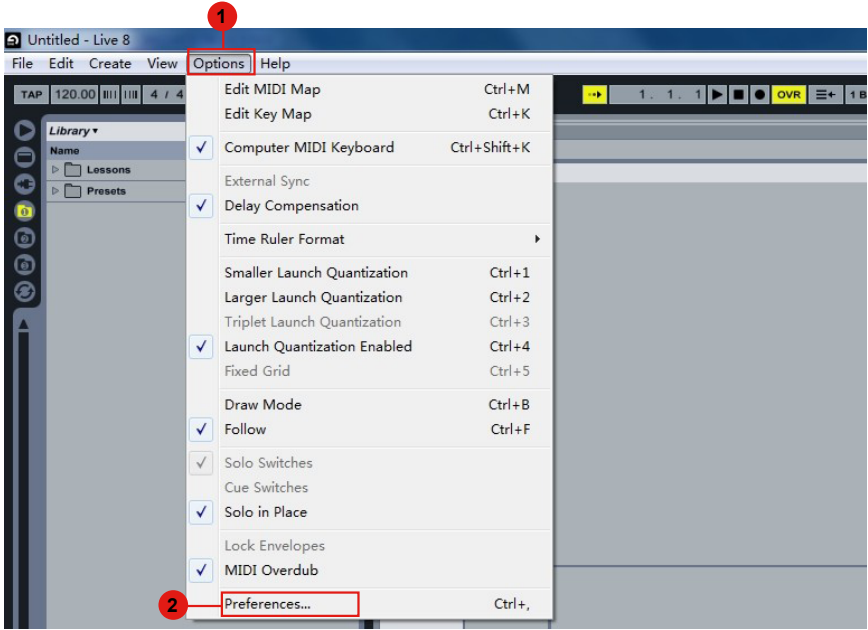 1
Untitled - Live 8
File Edit Create View Options Help
TAP 120.00 4 / 4 1. 1. 1 OVR 1 B
Library
Name
Lessons
Presets
Edit MIDI Map Ctrl+M
Edit Key Map Ctrl+K
Computer MIDI Keyboard Ctrl+Shift+K
External Sync
Delay Compensation
Time Ruler Format
Smaller Launch Quantization Ctrl+1
Larger Launch Quantization Ctrl+2
Triplet Launch Quantization Ctrl+3
Launch Quantization Enabled Ctrl+4
Fixed Grid Ctrl+5
Draw Mode Ctrl+B
Follow Ctrl+F
Solo Switches
Cue Switches
Solo in Place
Lock Envelopes
MIDI Overdub
2 Preferences... Ctrl+,